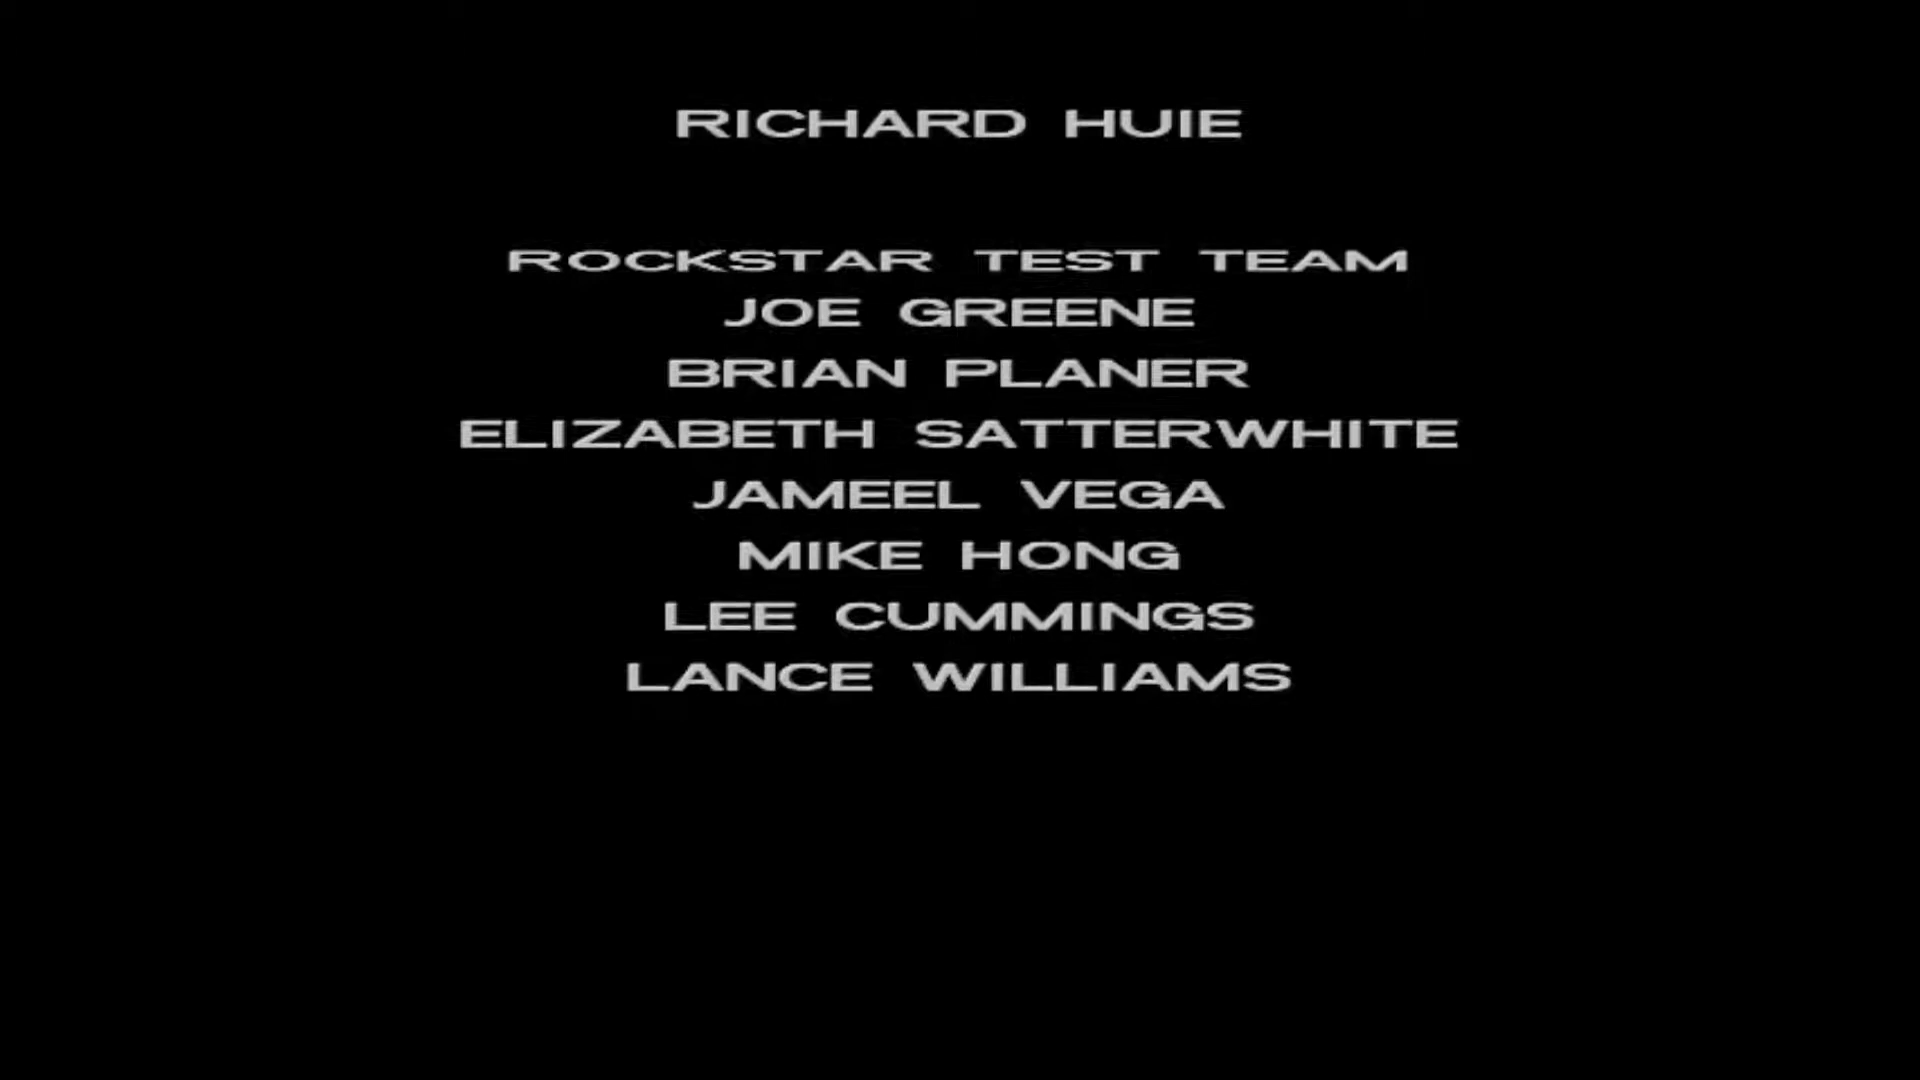 RICHARD HUIE
ROCKSTAR TEST TEAM
JOE GREENE
BRIAN PLANER
ELIZABETH SATTERWHITE
JAMEEL VEGA
MIKE HONG
LEE CUMMINGS
LANCE WILLIAMS